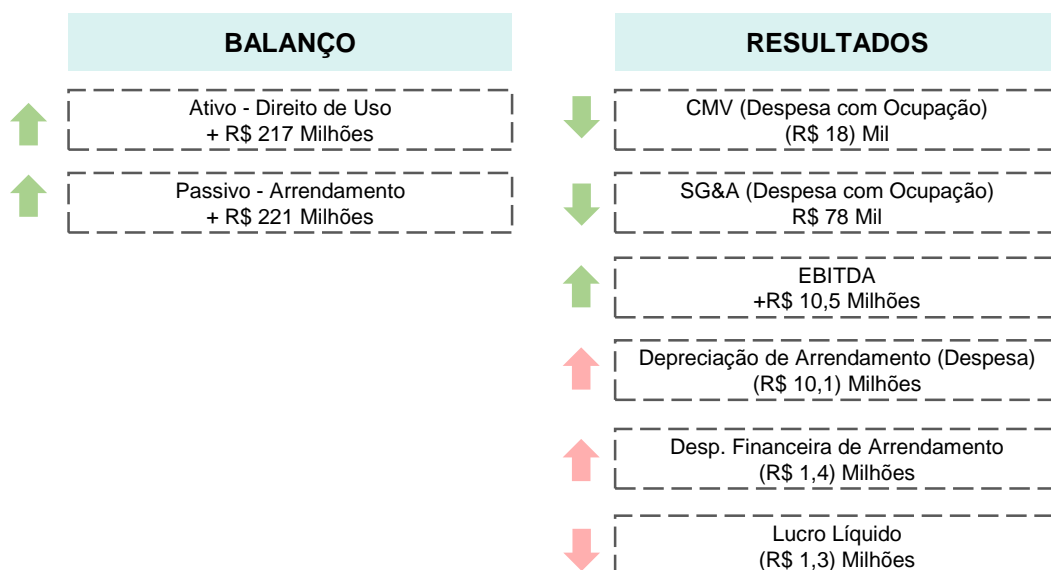 BALANÇO
Ativo - Direito de Uso
+ R$ 217 Milhões
Passivo - Arrendamento
+ R$ 221 Milhões
RESULTADOS
CMV (Despesa com Ocupação)
(R$ 18) Mil
SG&A (Despesa com Ocupação)
R$ 78 Mil
EBITDA
+R$ 10,5 Milhões
Depreciação de Arrendamento (Despesa)
(R$ 10,1) Milhões
Desp. Financeira de Arrendamento
(R$ 1,4) Milhões
Lucro Líquido
(R$ 1,3) Milhões